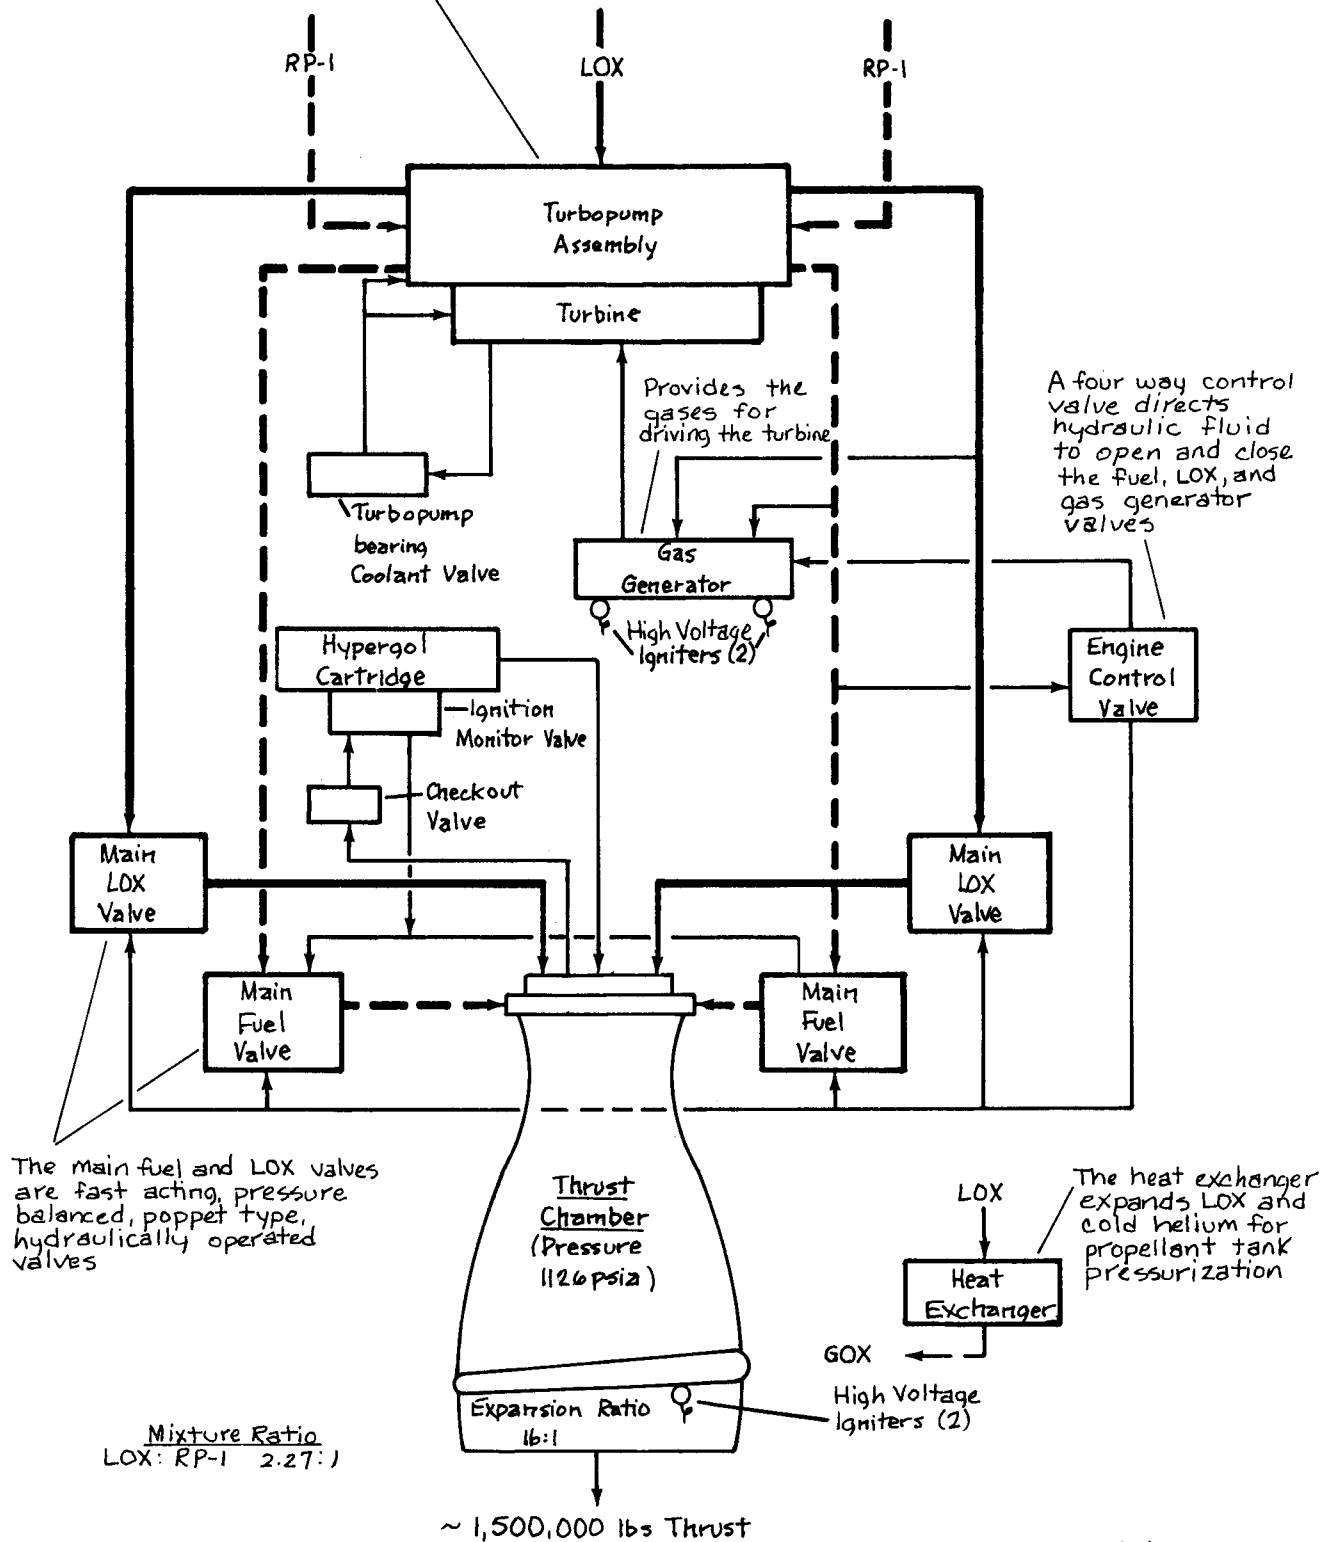 RP-1
LOX
RP-1
Turbopump
Assembly
Turbine
Provides the
gases for
driving the turbine
A four way control
valve directs
hydraulic fluid
to open and close
the fuel, LOX, and
gas generator
valves
Turbopump
bearing
Coolant Valve
Gas
Generator
High Voltage
Igniters (2)
Hypergol
Cartridge
Ignition
Monitor Valve
Engine
Control
Valve
Checkout
Valve
Main
LOX
Valve
Main
LOX
Valve
Main
Fuel
Valve
Main
Fuel
Valve
The main fuel and LOX valves
are fast acting, pressure
balanced, poppet type,
hydraulically operated
valves
Thrust
Chamber
(Pressure
1126 psia)
LOX
The heat exchanger
expands LOX and
cold helium for
propellant tank
pressurization
Heat
Exchanger
GOX
High Voltage
Igniters (2)
Expansion Ratio
16:1
Mixture Ratio
LOX: RP-1 2.27:1
~ 1,500,000 lbs Thrust